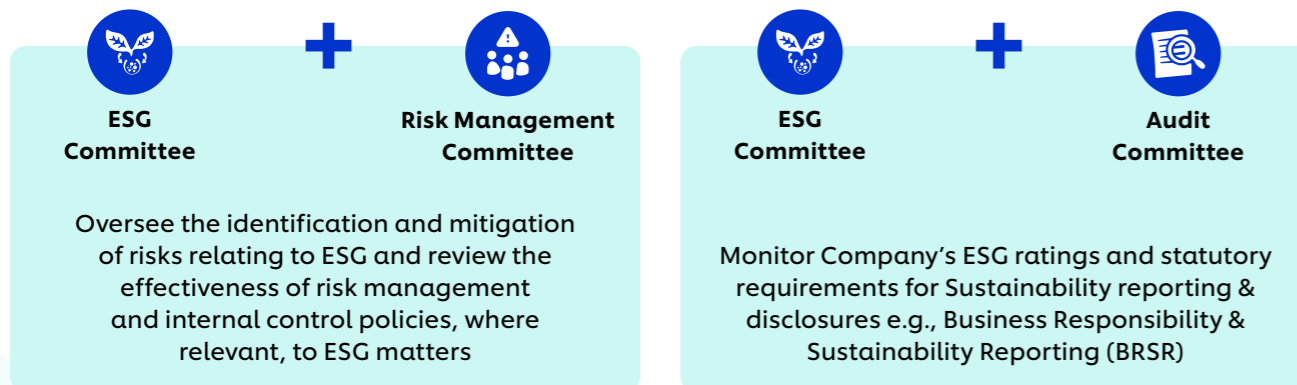 ESG
Committee
Risk Management
Committee
Oversee the identification and mitigation
of risks relating to ESG and review the
effectiveness of risk management
and internal control policies, where
relevant, to ESG matters
ESG
Committee
Audit
Committee
Monitor Company’s ESG ratings and statutory
requirements for Sustainability reporting &
disclosures e.g., Business Responsibility &
Sustainability Reporting (BRSR)